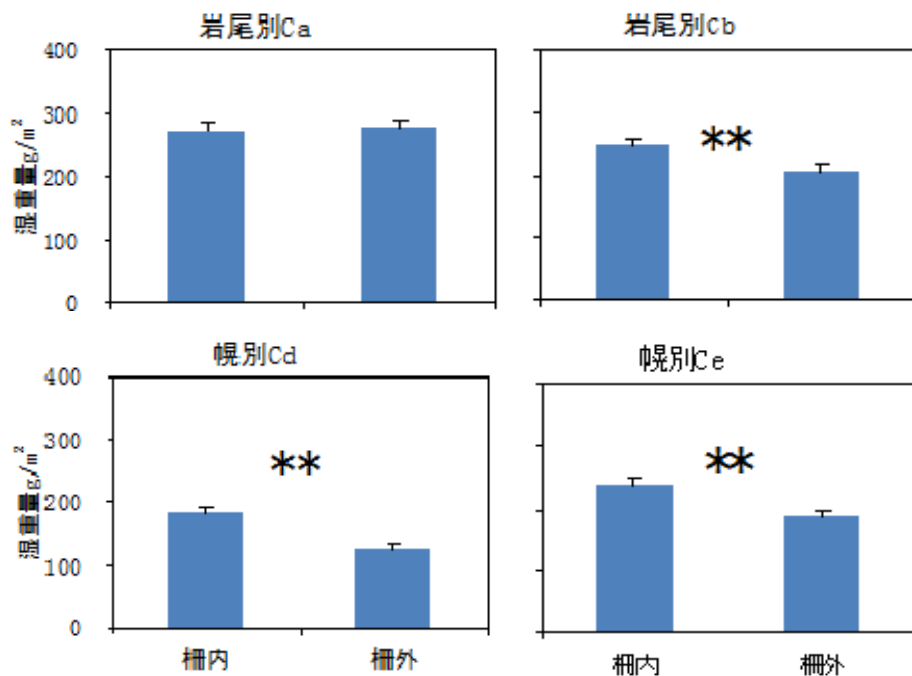 岩尾別Ca
岩尾別Cb
400
300
200
100
0
湿重量g/m²
**
幌別Cd
幌別Ce
400
300
200
100
0
湿重量g/m²
**
**
柵内
柵外
柵内
柵外